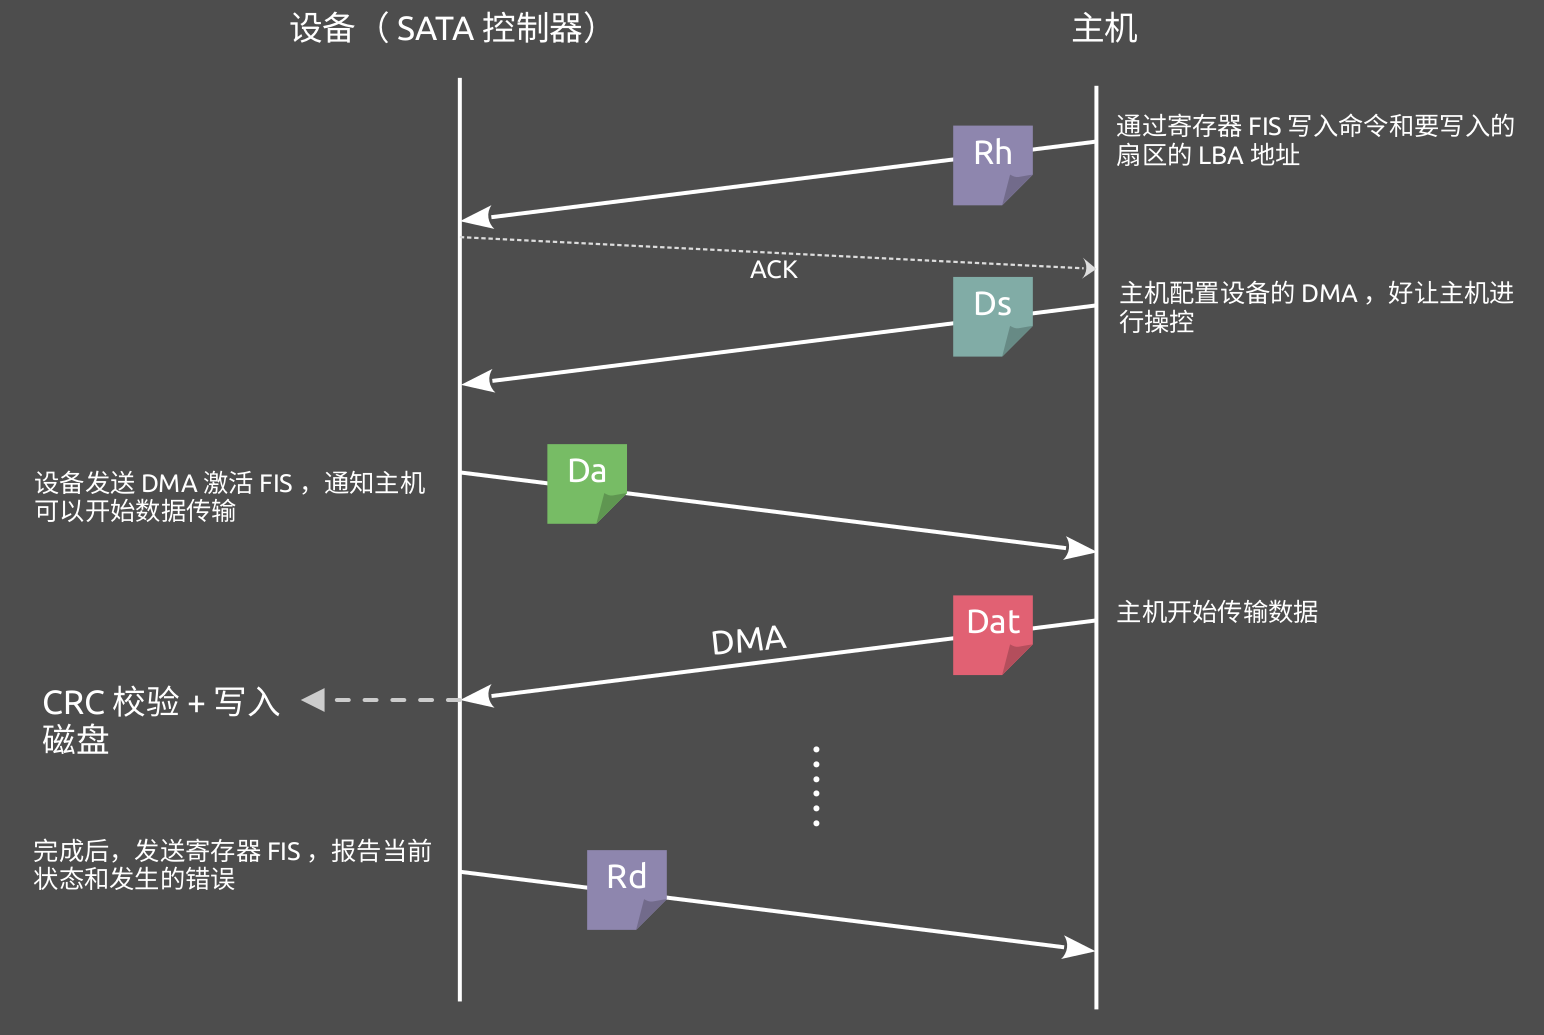 设备（ SATA 控制器）
主机
通过寄存器 FIS 写入命令和要写入的
扇区的 LBA 地址
Rh
ACK
主机配置设备的 DMA ，好让主机进
行操控
Ds
设备发送 DMA 激活 FIS ，通知主机
可以开始数据传输
Da
主机开始传输数据
Dat
DMA
CRC 校验 + 写入
磁盘
完成后，发送寄存器 FIS ，报告当前
状态和发生的错误
Rd